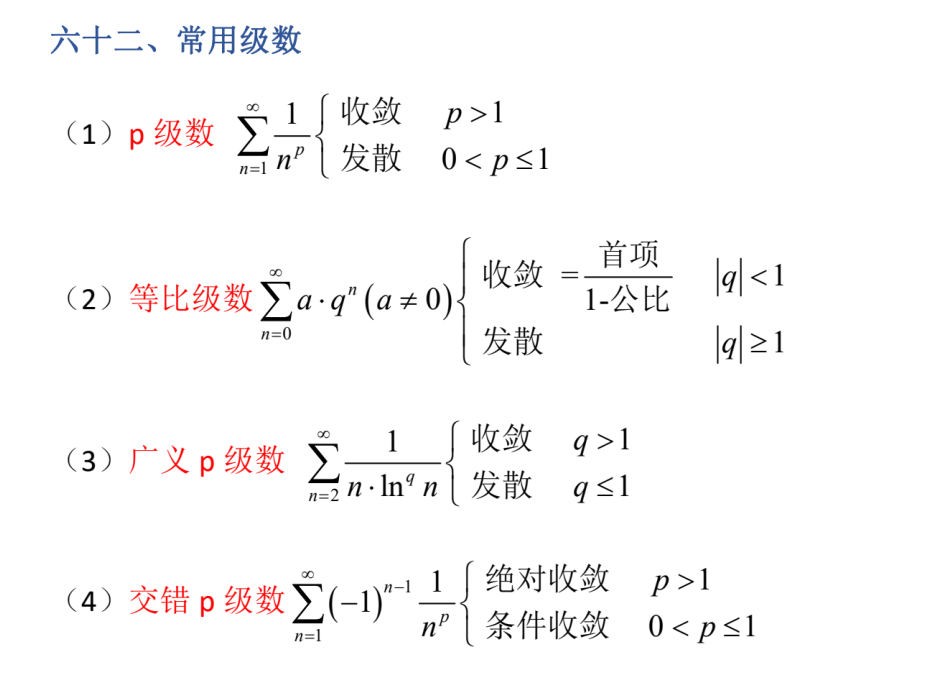 六十二、常用级数
（1）p 级数 $\sum_{n=1}^{\infty} \frac{1}{n^p} \begin{cases} 收敛 & p>1 \\ 发散 & 0<p\leq 1 \end{cases}$
（2）等比级数 $\sum_{n=0}^{\infty} a \cdot q^n (a \neq 0) \begin{cases} 收敛 = \frac{首项}{1-公比} & |q|<1 \\ 发散 & |q| \geq 1 \end{cases}$
（3）广义 p 级数 $\sum_{n=2}^{\infty} \frac{1}{n \cdot \ln^q n} \begin{cases} 收敛 & q>1 \\ 发散 & q \leq 1 \end{cases}$
（4）交错 p 级数 $\sum_{n=1}^{\infty} (-1)^{n-1} \frac{1}{n^p} \begin{cases} 绝对收敛 & p>1 \\ 条件收敛 & 0<p\leq 1 \end{cases}$